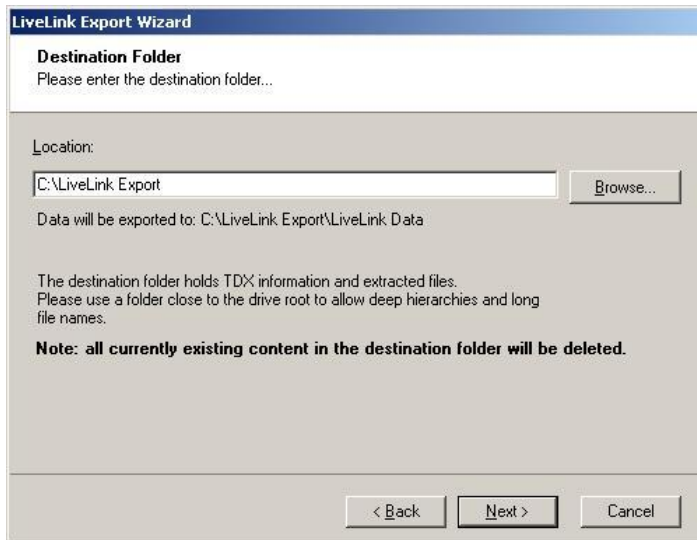 LiveLink Export Wizard
Destination Folder
Please enter the destination folder...
Location:
C:\LiveLink Export
Browse...
Data will be exported to: C:\LiveLink Export\LiveLink Data
The destination folder holds TDX information and extracted files.
Please use a folder close to the drive root to allow deep hierarchies and long
file names.
Note: all currently existing content in the destination folder will be deleted.
< Back
Next >
Cancel